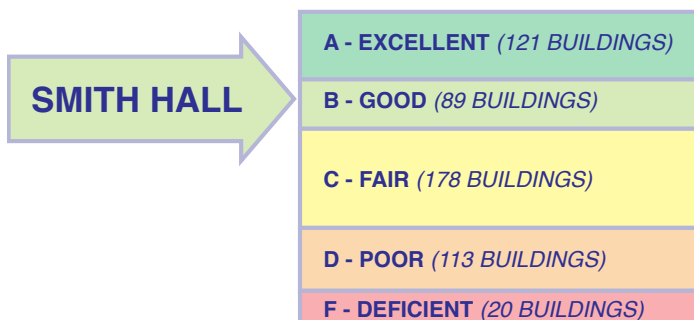 SMITH HALL
A - EXCELLENT (121 BUILDINGS)
B - GOOD (89 BUILDINGS)
C - FAIR (178 BUILDINGS)
D - POOR (113 BUILDINGS)
F - DEFICIENT (20 BUILDINGS)